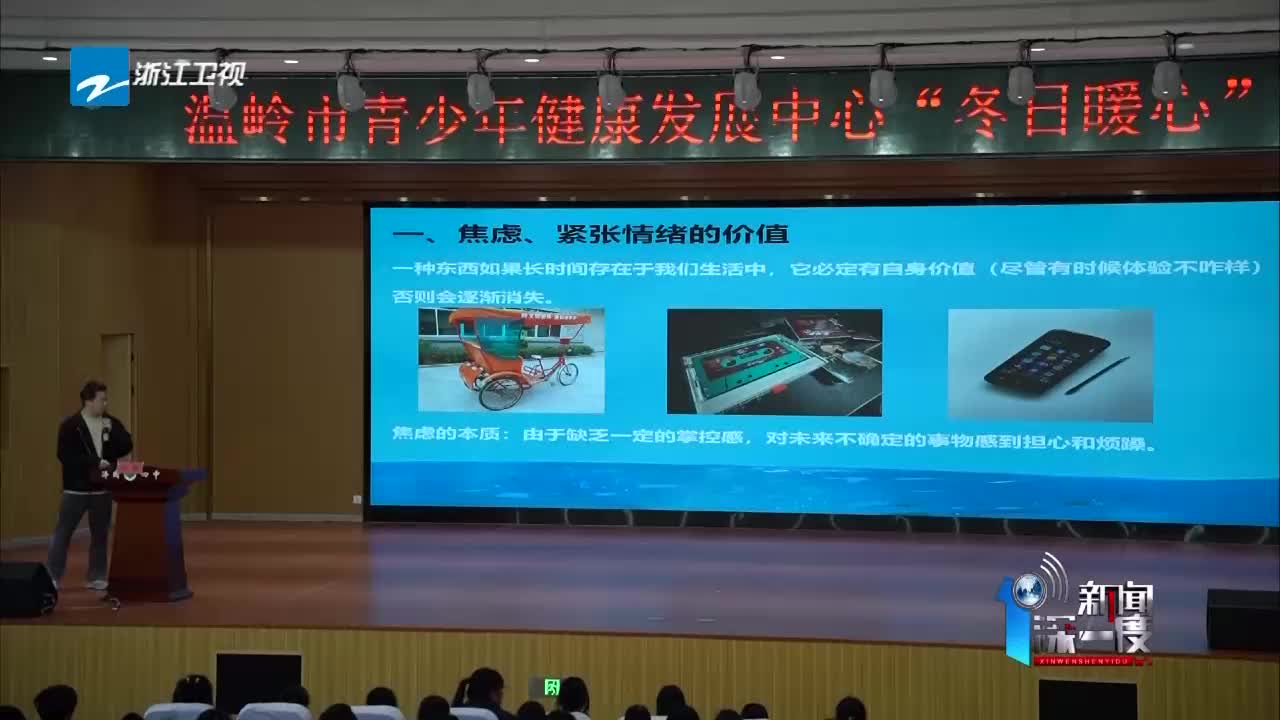 浙江卫视
温岭市青少年健康发展中心“冬日暖心”
一、焦虑、紧张情绪的价值
一种东西如果长时间存在于我们生活中，它必定有自身价值（尽管有时候体验不咋样）
否则会逐渐消失。
焦虑的本质：由于缺乏一定的掌控感，对未来不确定的事物感到担心和烦躁。
新闻
深一度
XINWENSHENYIDU